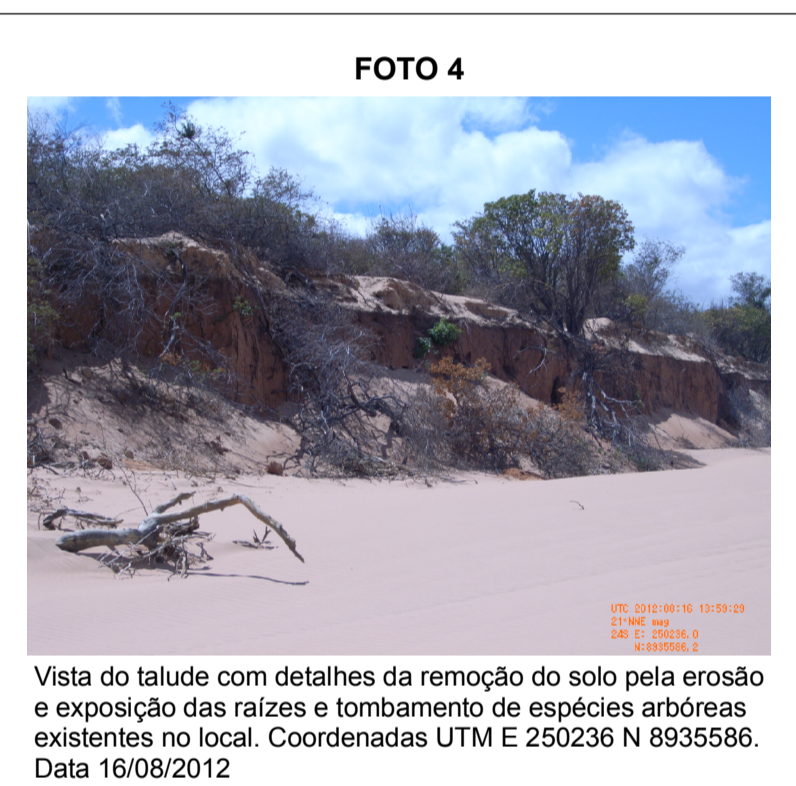 FOTO 4
UTC 2012:08:16 13:59:29
21°NNE mag
24S E: 250236.0
N:8935586.2
Vista do talude com detalhes da remoção do solo pela erosão
e exposição das raízes e tombamento de espécies arbóreas
existentes no local. Coordenadas UTM E 250236 N 8935586.
Data 16/08/2012